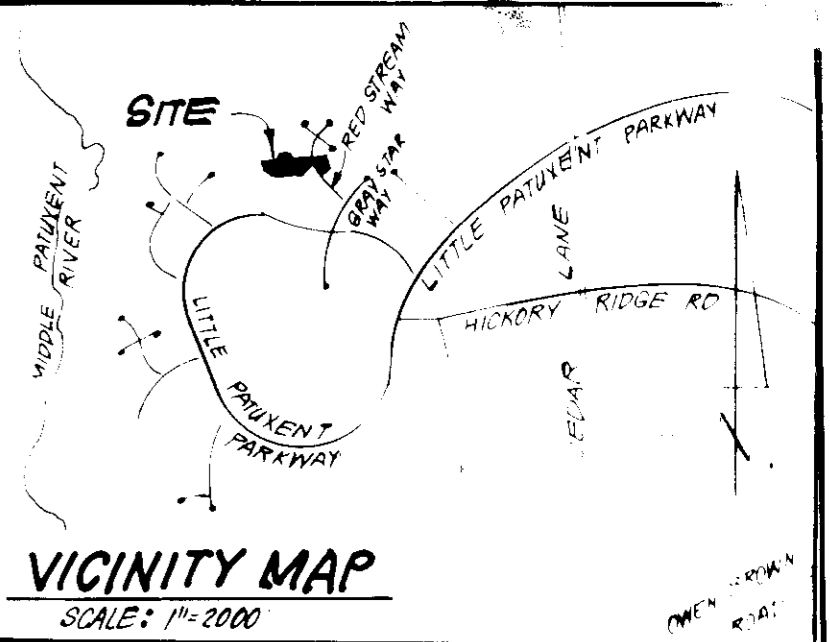 SITE
RED STREAM
WAY
GRAY STAR
WAY
LITTLE PATUXENT PARKWAY
MIDDLE PATUXENT
RIVER
LANE
HICKORY RIDGE RD
LITTLE
PATUXENT
PARKWAY
VICINITY MAP
SCALE: 1"=2000'
OWEN